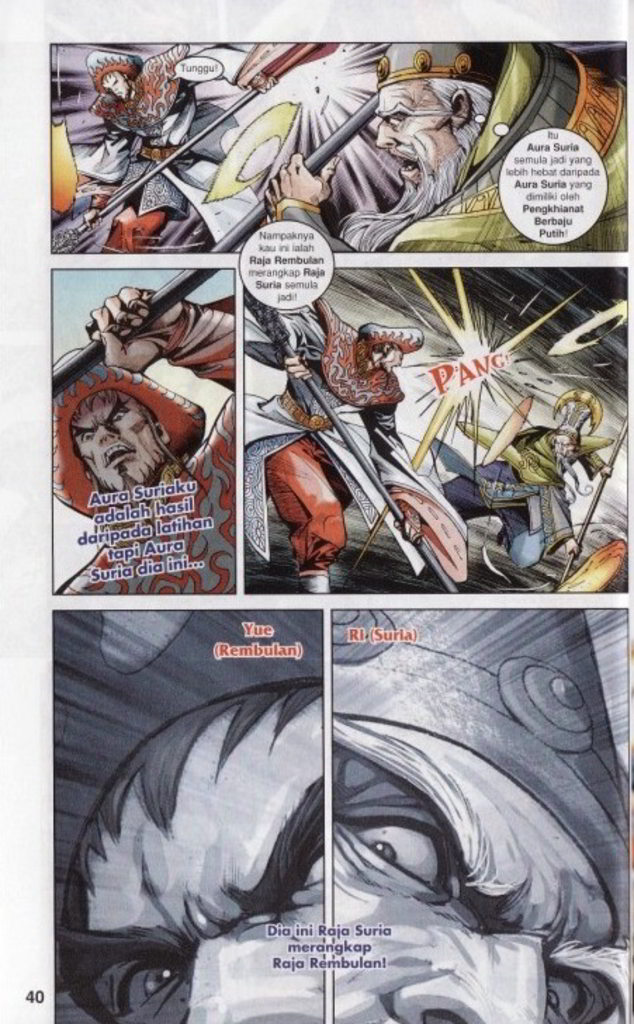 Tunggu!
Itu
Aura Suria
semula jadi yang
lebih hebat daripada
Aura Suria yang
dimiliki oleh
Pengkhianat
Berbaju
Putih!
Nampaknya
kau ini ialah
Raja Rembulan
merangkap Raja
Suria semula
jadi!
Aura Suriaku
adalah hasil
daripada latihan
tapi Aura
Suria dia ini...
PANG!
Yue
(Rembulan)
Ri (Suria)
Dia ini Raja Suria
merangkap
Raja Rembulan!
40